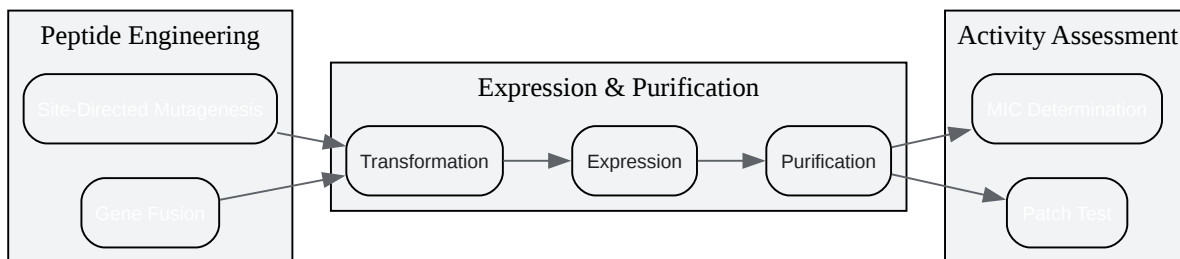 Peptide Engineering
Site-Directed Mutagenesis
Gene Fusion
Expression & Purification
Transformation
Expression
Purification
Activity Assessment
MIC Determination
Patch Test